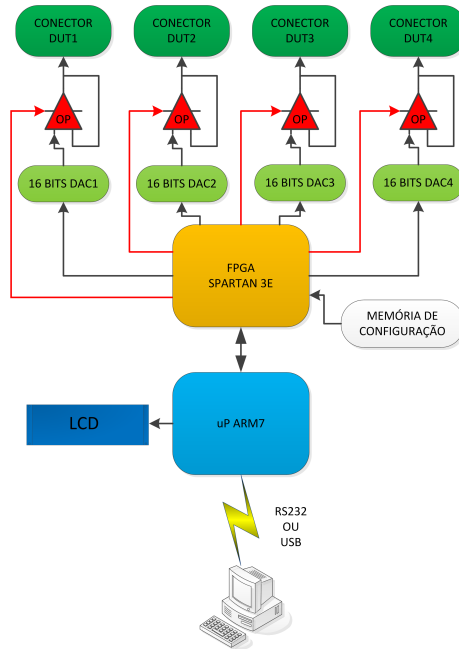 CONECTOR
DUT1
CONECTOR
DUT2
CONECTOR
DUT3
CONECTOR
DUT4
OP
OP
OP
OP
16 BITS DAC1
16 BITS DAC2
16 BITS DAC3
16 BITS DAC4
FPGA
SPARTAN 3E
MEMÓRIA DE
CONFIGURAÇÃO
LCD
uP ARM7
RS232
OU
USB